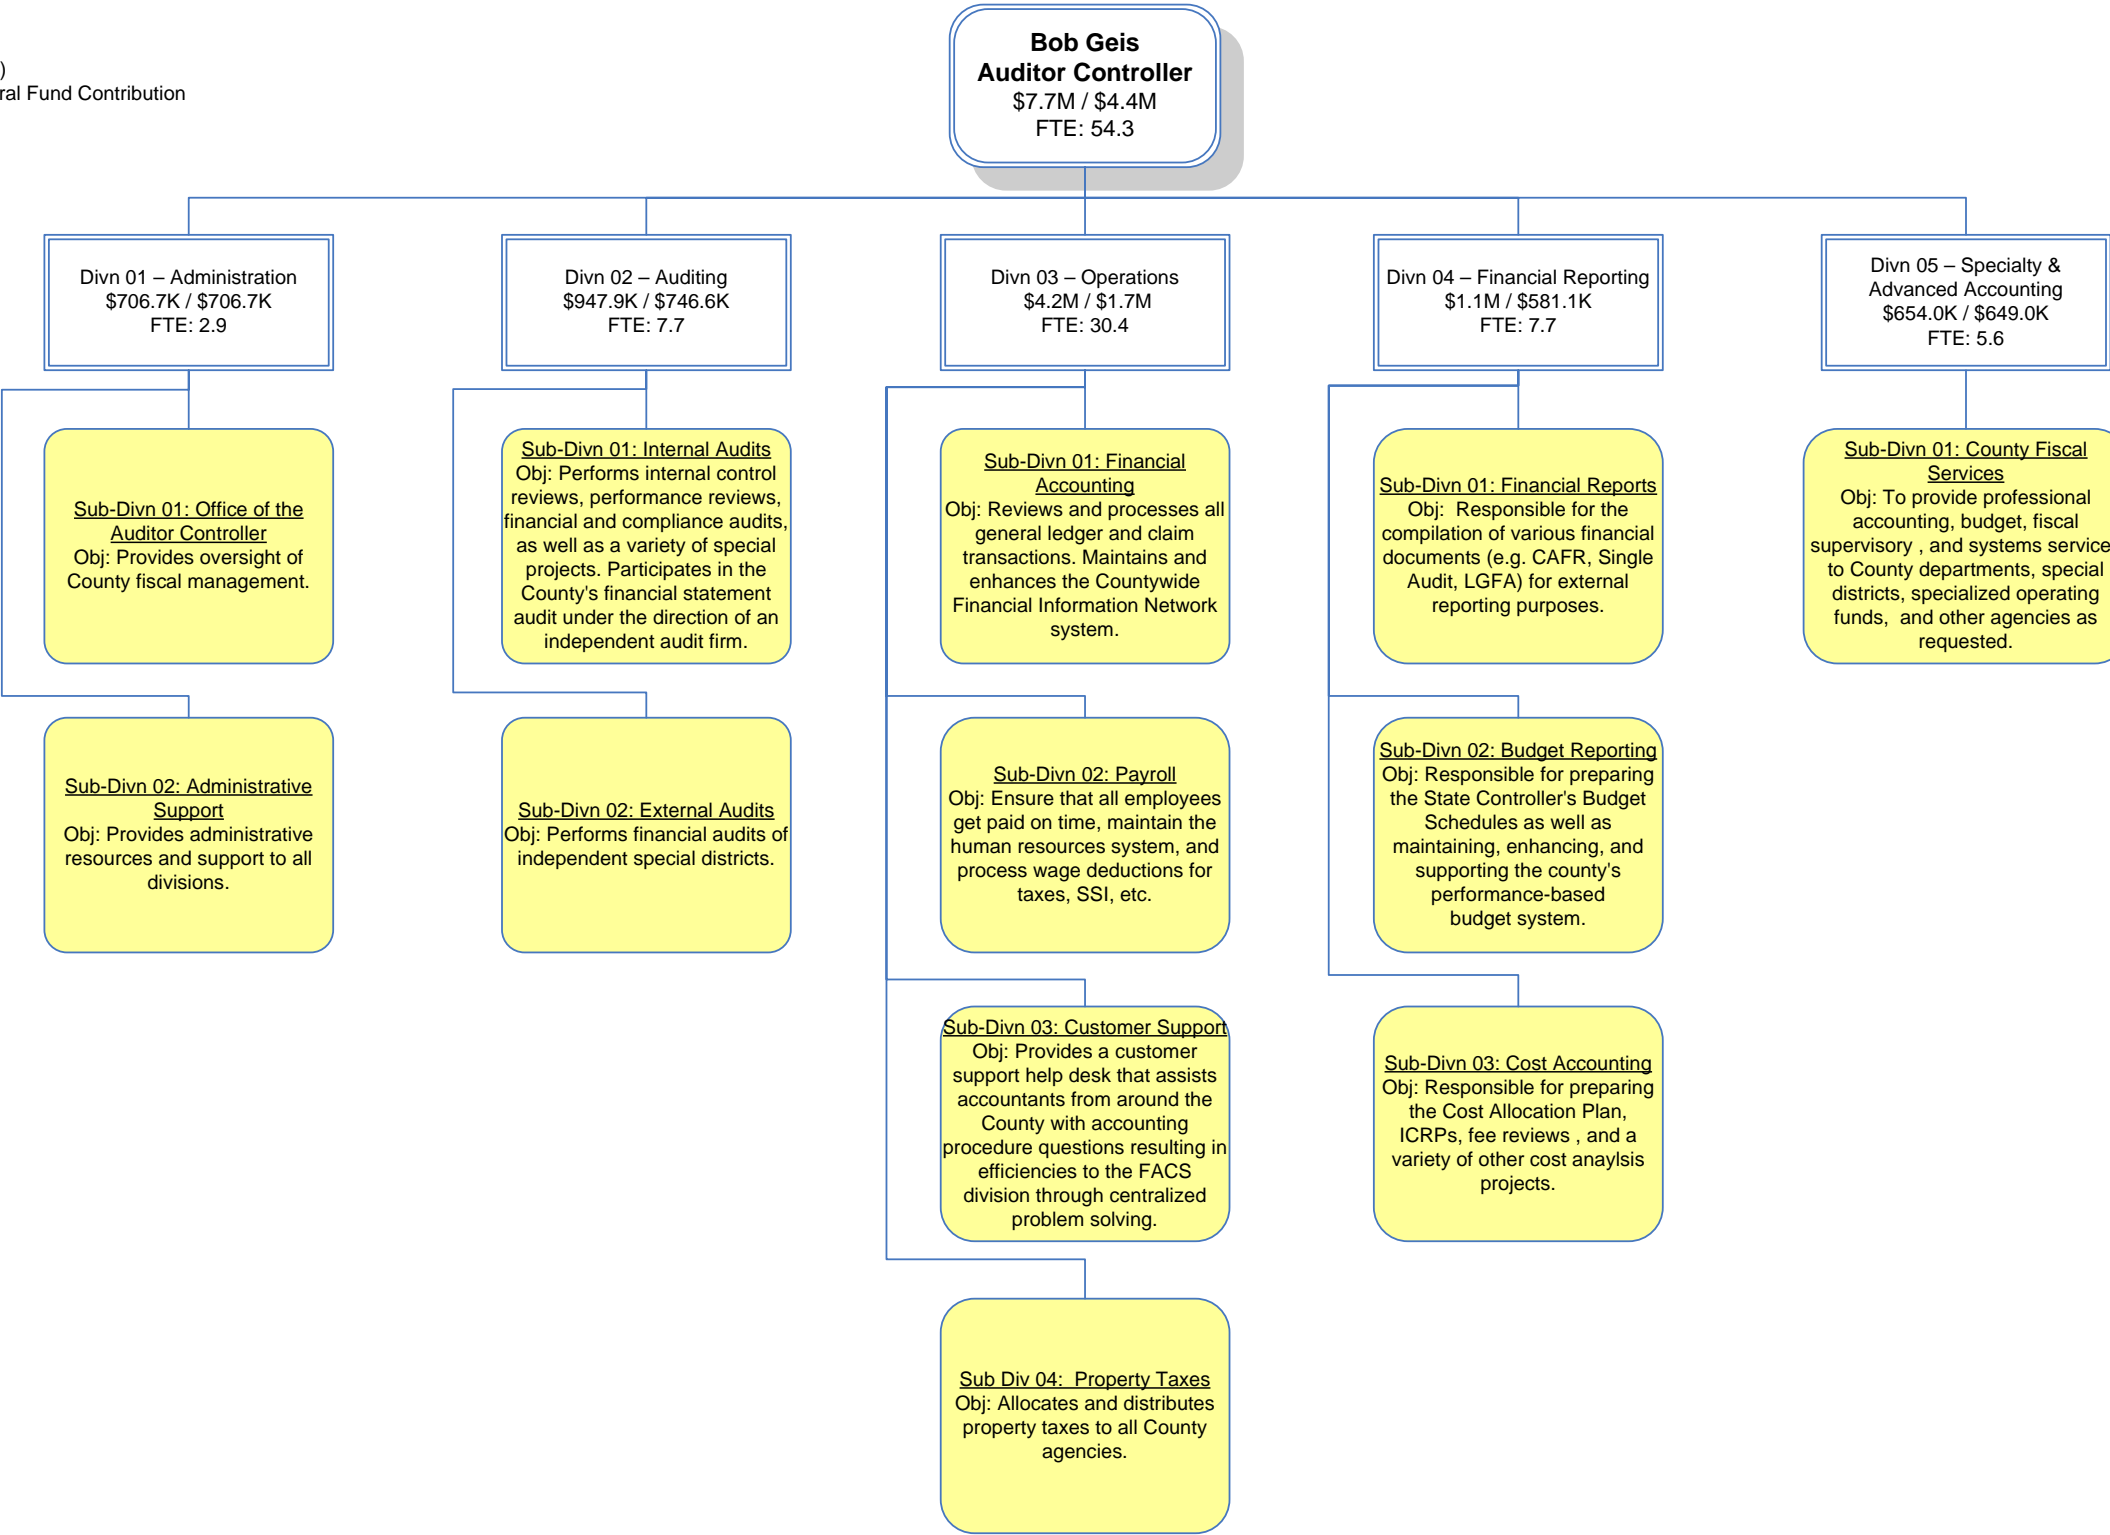 )
ral Fund Contribution
Bob Geis
Auditor Controller
$7.7M / $4.4M
FTE: 54.3
Divn 01 – Administration
$706.7K / $706.7K
FTE: 2.9
Divn 02 – Auditing
$947.9K / $746.6K
FTE: 7.7
Divn 03 – Operations
$4.2M / $1.7M
FTE: 30.4
Divn 04 – Financial Reporting
$1.1M / $581.1K
FTE: 7.7
Divn 05 – Specialty &
Advanced Accounting
$654.0K / $649.0K
FTE: 5.6
Sub-Divn 01: Office of the
Auditor Controller
Obj: Provides oversight of
County fiscal management.
Sub-Divn 01: Internal Audits
Obj: Performs internal control
reviews, performance reviews,
financial and compliance audits,
as well as a variety of special
projects. Participates in the
County's financial statement
audit under the direction of an
independent audit firm.
Sub-Divn 01: Financial
Accounting
Obj: Reviews and processes all
general ledger and claim
transactions. Maintains and
enhances the Countywide
Financial Information Network
system.
Sub-Divn 01: Financial Reports
Obj:  Responsible for the
compilation of various financial
documents (e.g. CAFR, Single
Audit, LGFA) for external
reporting purposes.
Sub-Divn 01: County Fiscal
Services
Obj: To provide professional
accounting, budget, fiscal
supervisory , and systems service
to County departments, special
districts, specialized operating
funds,  and other agencies as
requested.
Sub-Divn 02: Administrative
Support
Obj: Provides administrative
resources and support to all
divisions.
Sub-Divn 02: External Audits
Obj: Performs financial audits of
independent special districts.
Sub-Divn 02: Payroll
Obj: Ensure that all employees
get paid on time, maintain the
human resources system, and
process wage deductions for
taxes, SSI, etc.
Sub-Divn 02: Budget Reporting
Obj: Responsible for preparing
the State Controller's Budget
Schedules as well as
maintaining, enhancing, and
supporting the county's
performance-based
budget system.
Sub-Divn 03: Customer Support
Obj: Provides a customer
support help desk that assists
accountants from around the
County with accounting
procedure questions resulting in
efficiencies to the FACS
division through centralized
problem solving.
Sub-Divn 03: Cost Accounting
Obj: Responsible for preparing
the Cost Allocation Plan,
ICRPs, fee reviews , and a
variety of other cost anaylsis
projects.
Sub Div 04:  Property Taxes
Obj: Allocates and distributes
property taxes to all County
agencies.